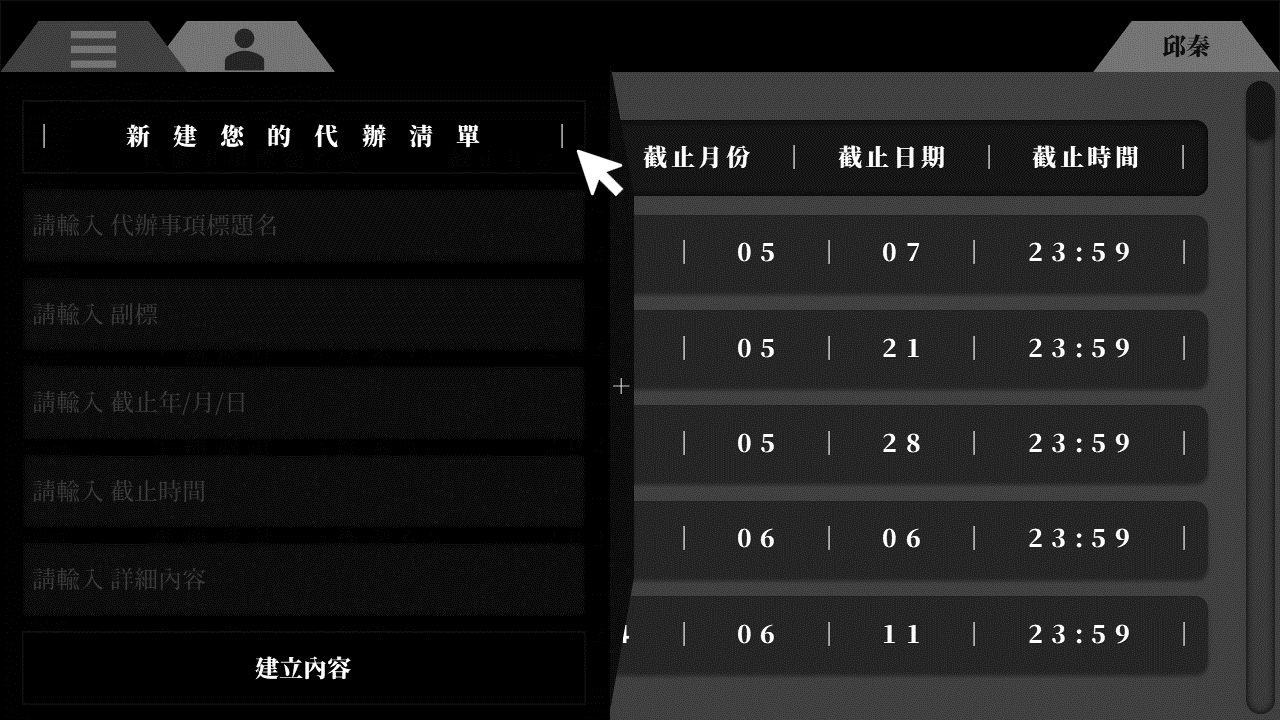 邱秦
新建您的代辦清單
請輸入 代辦事項標題名
請輸入 副標
請輸入 截止年/月/日
請輸入 截止時間
請輸入 詳細內容
建立內容
+
截止月份 | 截止日期 | 截止時間 |
| 05 | 07 | 23:59 |
| 05 | 21 | 23:59 |
| 05 | 28 | 23:59 |
| 06 | 06 | 23:59 |
| 06 | 11 | 23:59 |